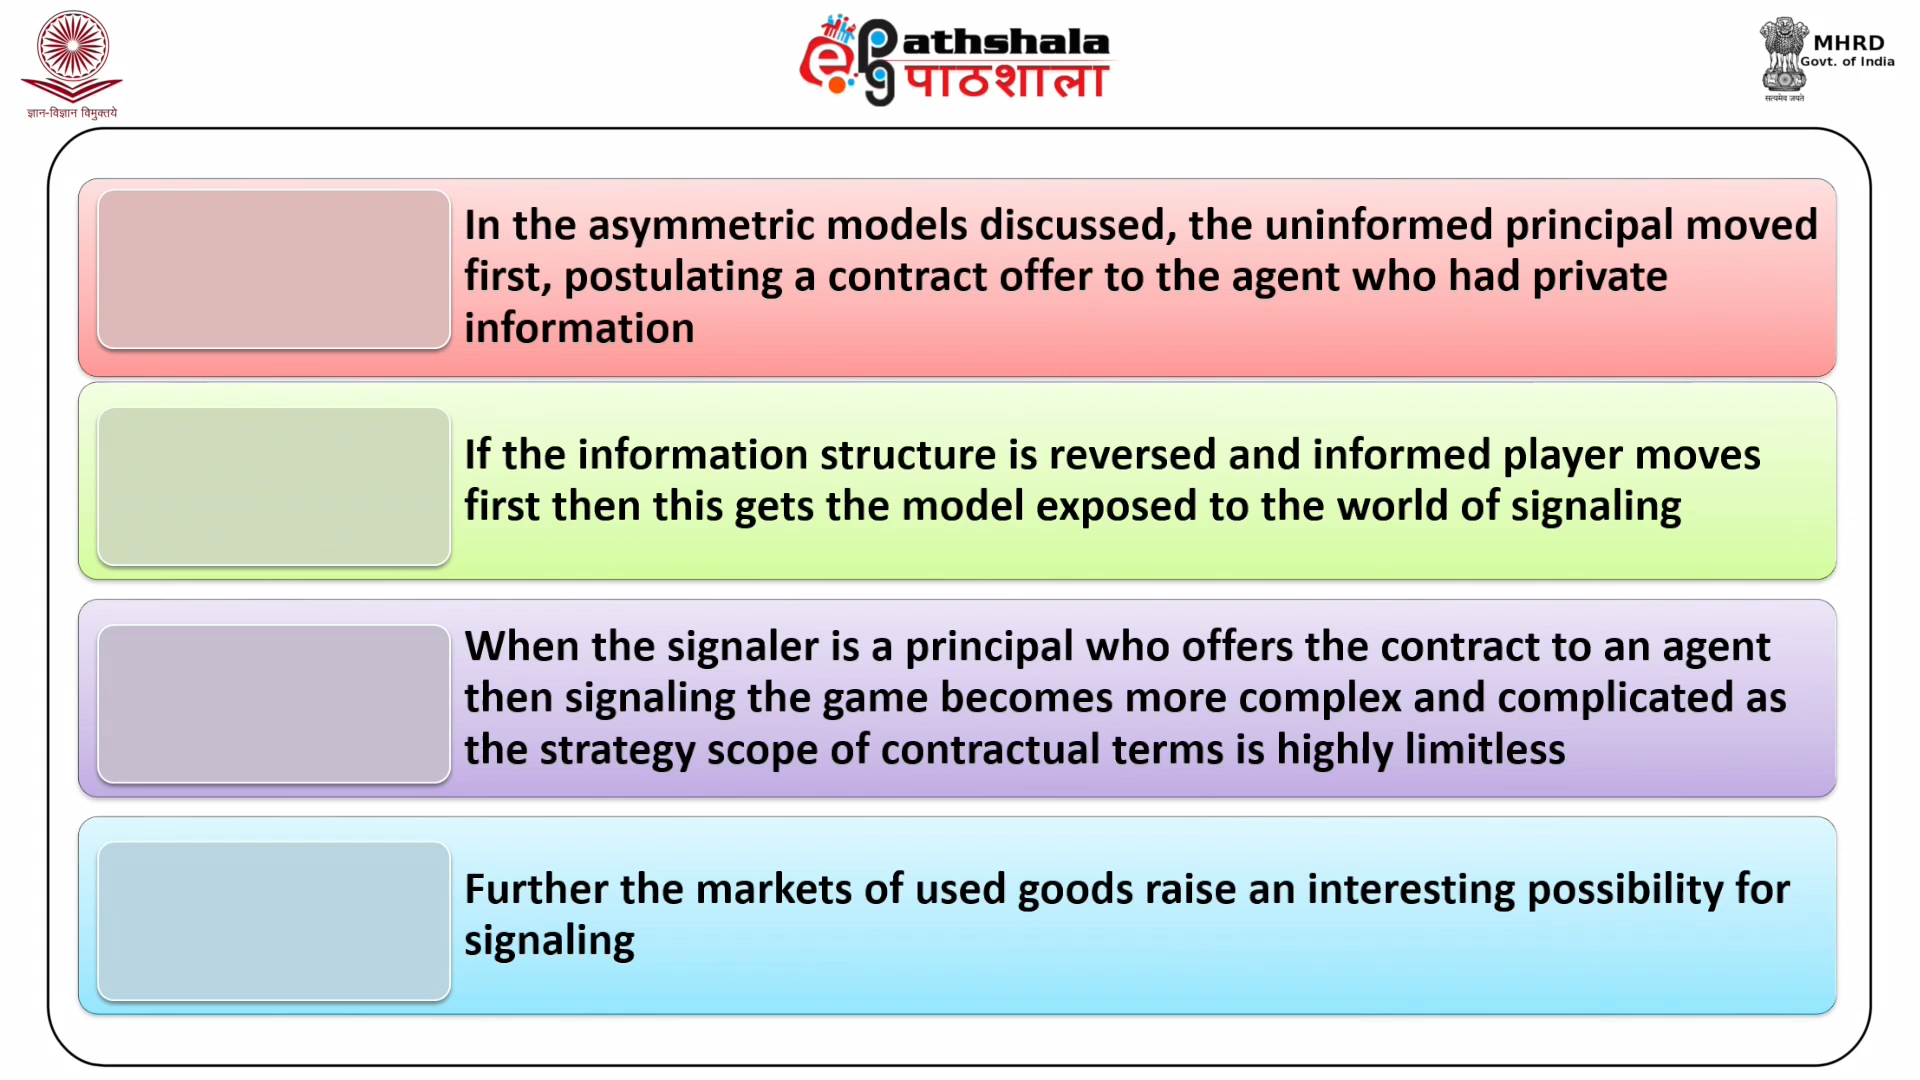 ज्ञान-विज्ञान विमुक्तये
e pg athshala
पाठशाला
MHRD
Govt. of India
सत्यमेव जयते
In the asymmetric models discussed, the uninformed principal moved
first, postulating a contract offer to the agent who had private
information
If the information structure is reversed and informed player moves
first then this gets the model exposed to the world of signaling
When the signaler is a principal who offers the contract to an agent
then signaling the game becomes more complex and complicated as
the strategy scope of contractual terms is highly limitless
Further the markets of used goods raise an interesting possibility for
signaling